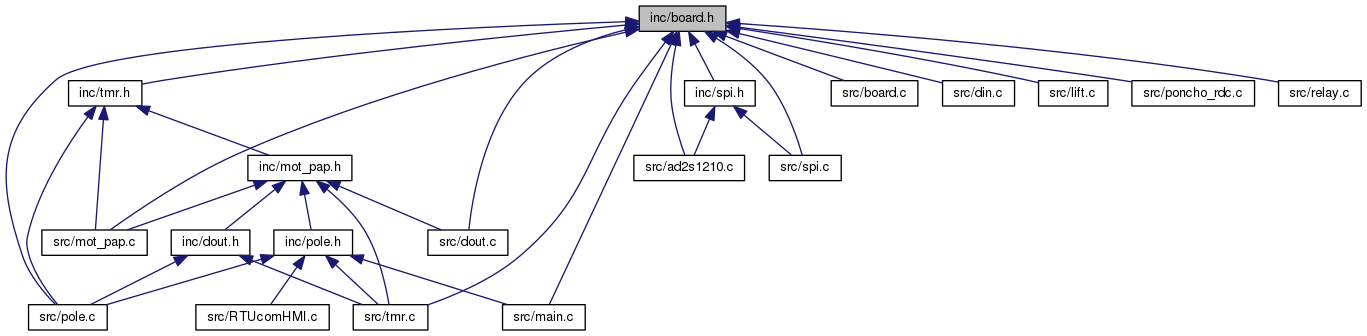 inc/board.h
inc/tmr.h
inc/spi.h
src/board.c
src/din.c
src/lift.c
src/poncho_rdc.c
src/relay.c
inc/mot_pap.h
src/ad2s1210.c
src/spi.c
src/mot_pap.c
inc/dout.h
inc/pole.h
src/dout.c
src/pole.c
src/RTUcomHMI.c
src/tmr.c
src/main.c